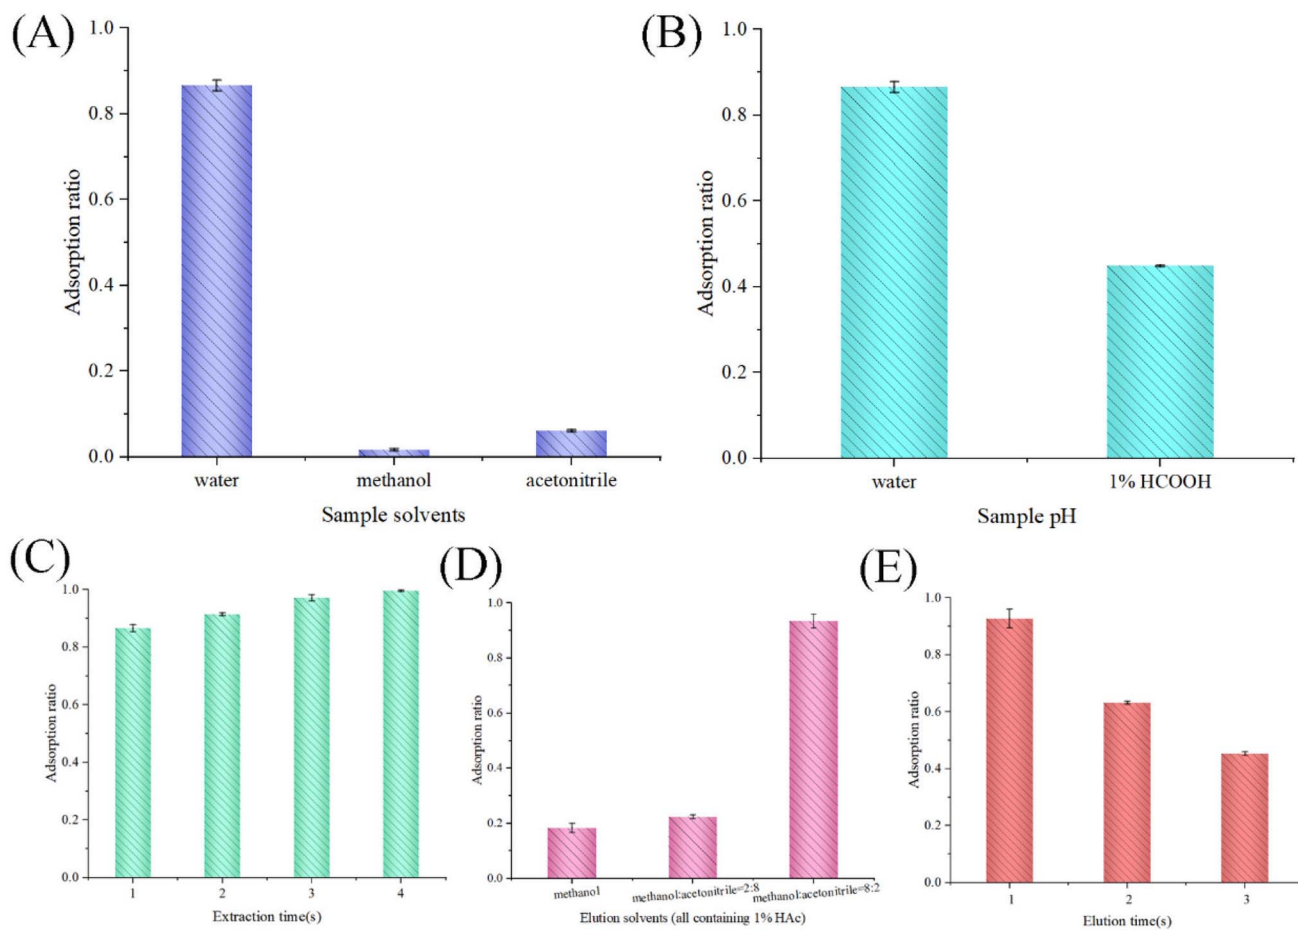 (A)
1.0
0.8
0.6
0.4
0.2
0.0
Adsorption ratio
water methanol acetonitrile
Sample solvents
(B)
1.0
0.8
0.6
0.4
0.2
0.0
Adsorption ratio
water 1% HCOOH
Sample pH
(C)
1.0
0.8
0.6
0.4
0.2
0.0
Adsorption ratio
1 2 3 4
Extraction time(s)
(D)
1.0
0.8
0.6
0.4
0.2
0.0
Adsorption ratio
methanol methanol:acetonitrile=2:8 methanol:acetonitrile=8:2
Elution solvents (all containing 1% HAc)
(E)
1.0
0.8
0.6
0.4
0.2
0.0
Adsorption ratio
1 2 3
Elution time(s)